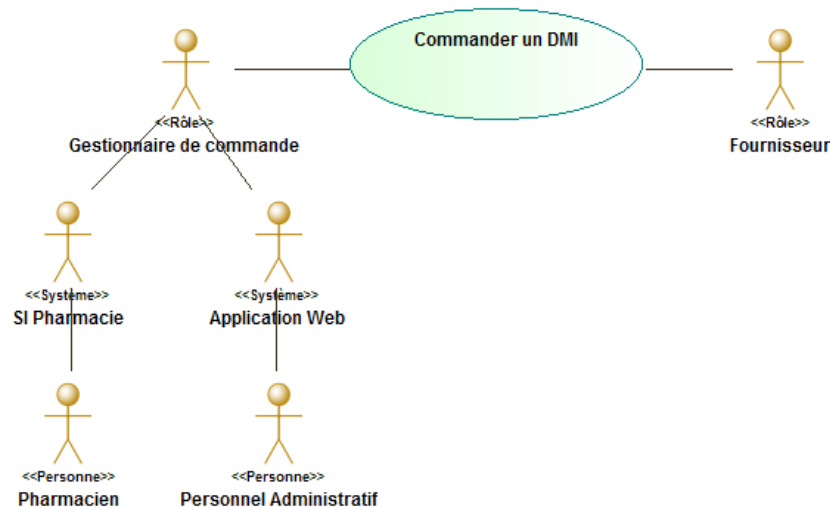 Commander un DMI
<<Rôle>>
Gestionnaire de commande
<<Rôle>>
Fournisseur
<<Système>>
SI Pharmacie
<<Système>>
Application Web
<<Personne>>
Pharmacien
<<Personne>>
Personnel Administratif